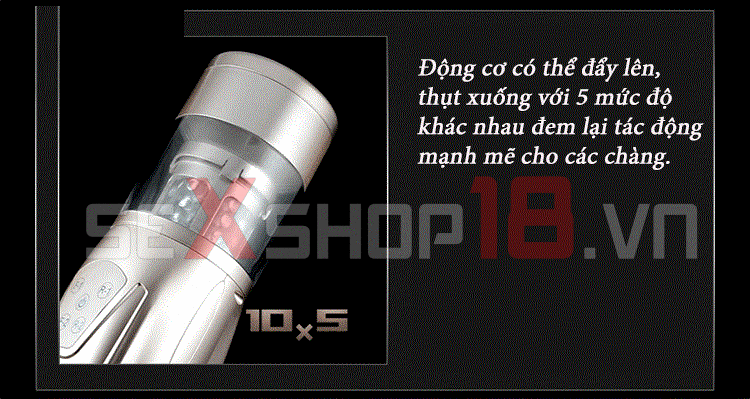 Động cơ có thể đẩy lên,
thụt xuống với 5 mức độ
khác nhau đem lại tác động
mạnh mẽ cho các chàng.
SEXSHOP18.VN
10x5